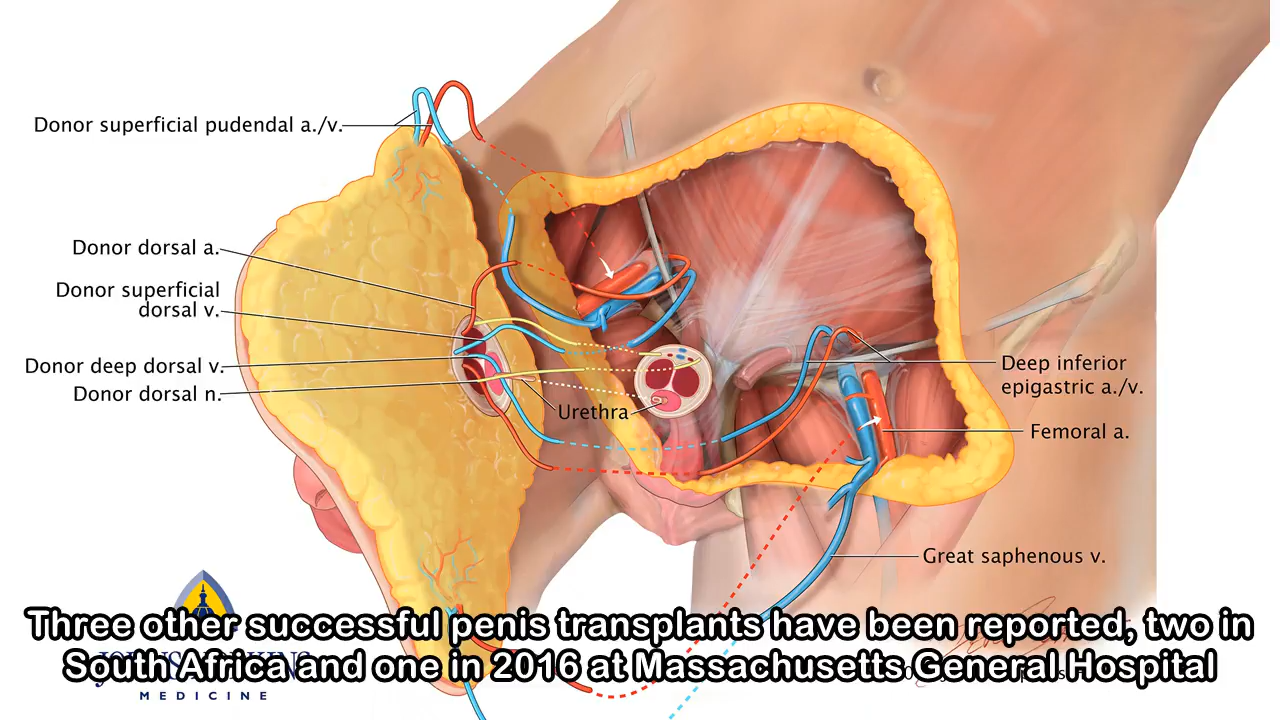 Donor superficial pudendal a./v.
Donor dorsal a.
Donor superficial
dorsal v.
Donor deep dorsal v.
Donor dorsal n.
Urethra
Deep inferior
epigastric a./v.
Femoral a.
Great saphenous v.
Three other successful penis transplants have been reported, two in
South Africa and one in 2016 at Massachusetts General Hospital
MEDICINE